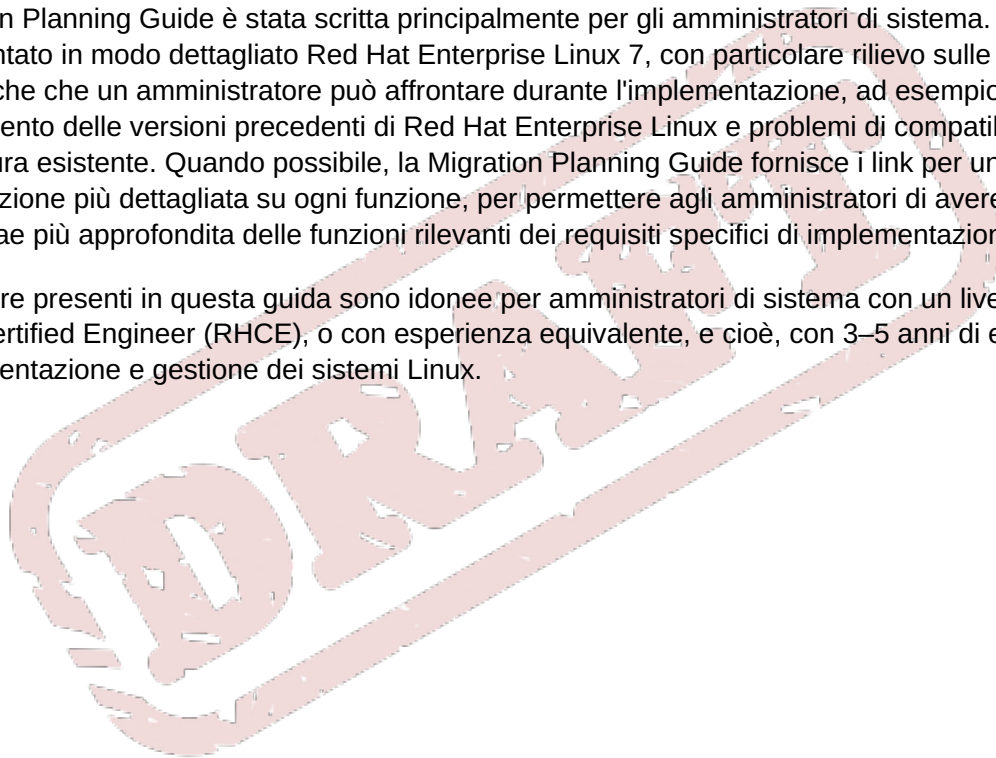 n Planning Guide è stata scritta principalmente per gli amministratori di sistema.
ntato in modo dettagliato Red Hat Enterprise Linux 7, con particolare rilievo sulle
che che un amministratore può affrontare durante l'implementazione, ad esempio
ento delle versioni precedenti di Red Hat Enterprise Linux e problemi di compatil
ura esistente. Quando possibile, la Migration Planning Guide fornisce i link per un
zione più dettagliata su ogni funzione, per permettere agli amministratori di avere
ae più approfondita delle funzioni rilevanti dei requisiti specifici di implementazion
re presenti in questa guida sono idonee per amministratori di sistema con un live
ertified Engineer (RHCE), o con esperienza equivalente, e cioè, con 3–5 anni di e
entazione e gestione dei sistemi Linux.
DRAFT